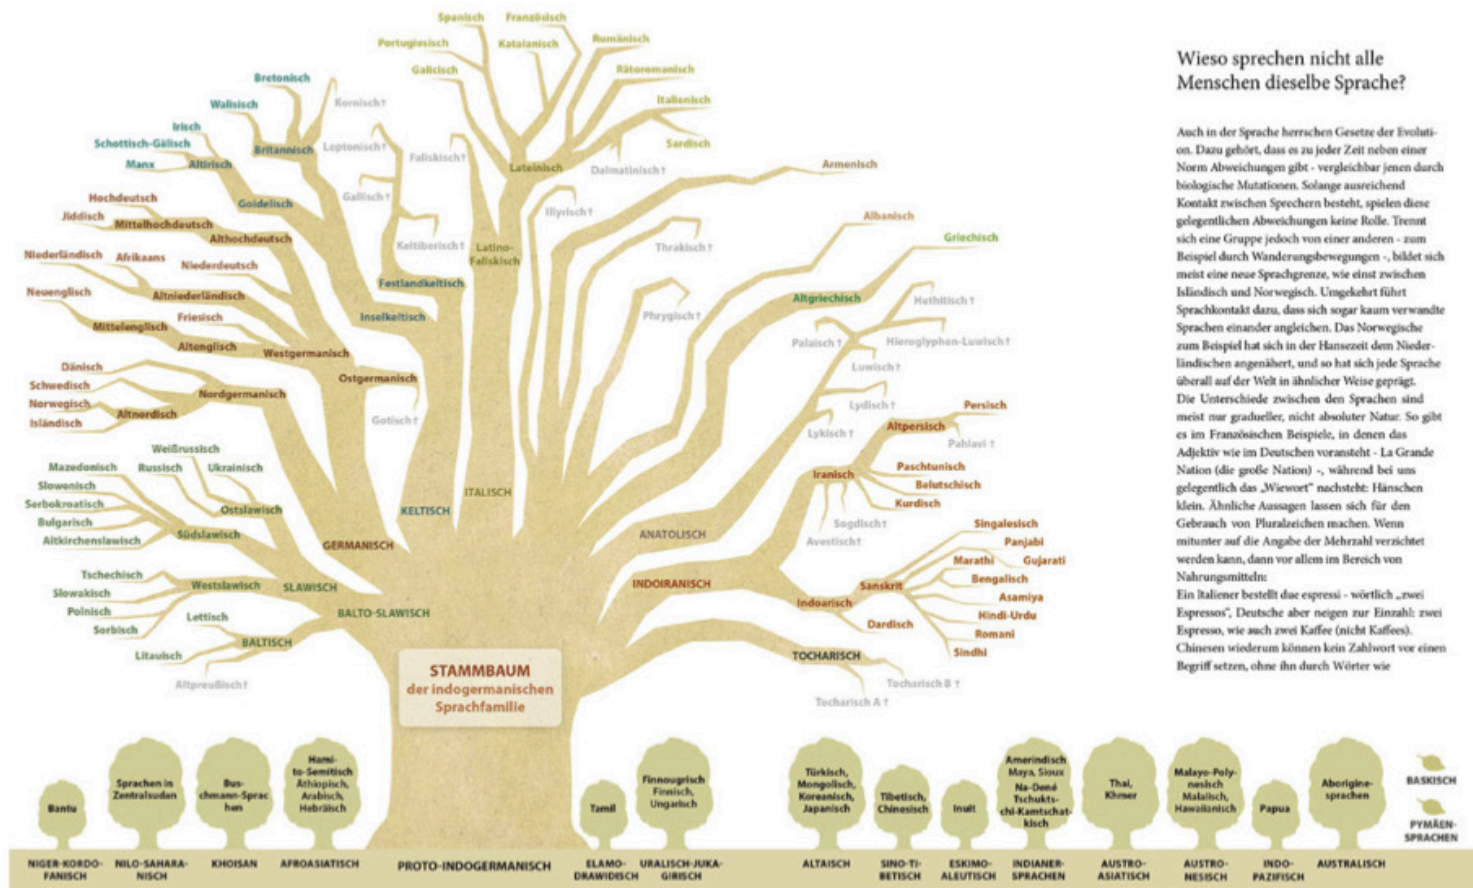 Spanisch
Französisch
Portugiesisch
Katalanisch
Rumänisch
Galicisch
Rätoromanisch
Italienisch
Sardisch
Dalmatinisch †
Lateinisch
Faliskisch †
Latino-
Faliskisch
ITALISCH
Bretonisch
Walisisch
Kornisch †
Irisch
Schottisch-Gälisch
Manx
Altirisch
Britannisch
Goidelisch
Leptonisch †
Gallisch †
Keltiberisch †
Festlandkeltisch
Inselkeltisch
KELTISCH
Hochdeutsch
Jiddisch
Mittelhochdeutsch
Althochdeutsch
Niederländisch
Afrikaans
Niederdeutsch
Altniederländisch
Neuenglisch
Friesisch
Mittelenglisch
Altenglisch
Westgermanisch
Ostgermanisch
Gotisch †
Dänisch
Schwedisch
Norwegisch
Isländisch
Altnordisch
Nordgermanisch
GERMANISCH
Weißrussisch
Mazedonisch
Russisch
Ukrainisch
Slowenisch
Serbokroatisch
Bulgarisch
Altkirchenslawisch
Ostslawisch
Südslawisch
Tschechisch
Slowakisch
Polnisch
Sorbisch
Westslawisch
SLAWISCH
Lettisch
Litauisch
Altpreußisch †
BALTISCH
BALTO-SLAWISCH
Illyrisch †
Armenisch
Albanisch
Thrakisch †
Phrygisch †
Griechisch
Altgriechisch
Hethitisch †
Palaisch †
Hieroglyphen-Luwisch †
Luwisch †
Lydisch †
Lykisch †
ANATOLISCH
Persisch
Altpersisch
Pahlavi †
Iranisch
Paschtunisch
Belutschisch
Kurdisch
Sogdisch †
Avestisch †
INDOIRANISCH
Singalesisch
Panjabi
Marathi
Gujarati
Sanskrit
Bengalisch
Asamiya
Indoarisch
Hindi-Urdu
Dardisch
Romani
Sindhi
TOCHARISCH
Tocharisch B †
Tocharisch A †
STAMMBAUM
der indogermanischen
Sprachfamilie
Bantu
Sprachen in
Zentralsudan
Bus-
chmann-Sprac
hen
Hami-
to-Semitisch
Äthiopisch,
Arabisch,
Hebräisch
Tamil
Finnougrisch
Finnisch,
Ungarisch
Türkisch,
Mongolisch,
Koreanisch,
Japanisch
Tibetisch,
Chinesisch
Inuit
Amerindisch
Maya, Sioux
Na-Dené
Tschukts-
chi-Kamtschat-
kisch
Thai,
Khmer
Malayo-Poly-
nesisch
Malaiisch,
Hawaiianisch
Papua
Aborigine-
sprachen
BASKISCH
PYMÄEN-
SPRACHEN
NIGER-KORDO-
FANISCH
NILO-SAHARA-
NISCH
KHOISAN
AFROASIATISCH
PROTO-INDOGERMANISCH
ELAMO-
DRAWIDISCH
URALISCH-JUKA-
GIRISCH
ALTAISCH
SINO-TI-
BETISCH
ESKIMO-
ALEUTISCH
INDIANER-
SPRACHEN
AUSTRO-
ASIATISCH
AUSTRO-
NESISCH
INDO-
PAZIFISCH
AUSTRALISCH
Wieso sprechen nicht alle
Menschen dieselbe Sprache?
Auch in der Sprache herrschen Gesetze der Evoluti-
on. Dazu gehört, dass es zu jeder Zeit neben einer
Norm Abweichungen gibt - vergleichbar jenen durch
biologische Mutationen. Solange ausreichend
Kontakt zwischen Sprechern besteht, spielen diese
gelegentlichen Abweichungen keine Rolle. Trennt
sich eine Gruppe jedoch von einer anderen - zum
Beispiel durch Wanderungsbewegungen -, bildet sich
meist eine neue Sprachgrenze, wie einst zwischen
Isländisch und Norwegisch. Umgekehrt führt
Sprachkontakt dazu, dass sich sogar kaum verwandte
Sprachen einander angleichen. Das Norwegische
zum Beispiel hat sich in der Hansezeit dem Nieder-
ländischen angenähert, und so hat sich jede Sprache
überall auf der Welt in ähnlicher Weise geprägt.
Die Unterschiede zwischen den Sprachen sind
meist nur gradueller, nicht absoluter Natur. So gibt
es im Französischen Beispiele, in denen das
Adjektiv wie im Deutschen voransteht - La Grande
Nation (die große Nation) -, während bei uns
gelegentlich das „Wiewort" nachsteht: Hänschen
klein. Ähnliche Aussagen lassen sich für den
Gebrauch von Pluralzeichen machen. Wenn
mitunter auf die Angabe der Mehrzahl verzichtet
werden kann, dann vor allem im Bereich von
Nahrungsmitteln:
Ein Italiener bestellt due espressi - wörtlich „zwei
Espressos", Deutsche aber neigen zur Einzahl: zwei
Espresso, wie auch zwei Kaffee (nicht Kaffees).
Chinesen wiederum können kein Zahlwort vor einen
Begriff setzen, ohne ihn durch Wörter wie